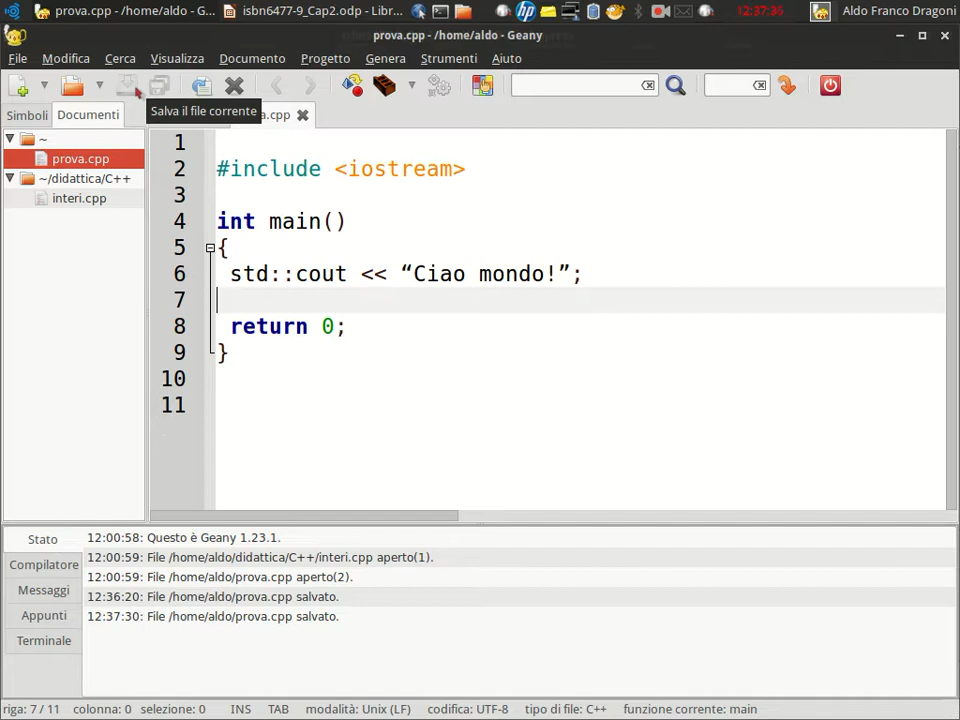 prova.cpp - /home/aldo - G...
isbn6477-9_Cap2.odp - Libr...
12:37:36
Aldo Franco Dragoni
prova.cpp - /home/aldo - Geany
File Modifica Cerca Visualizza Documento Progetto Genera Strumenti Aiuto
Simboli Documenti
Salva il file corrente
a.cpp
~
prova.cpp
~/didattica/C++
interi.cpp
1
2 #include <iostream>
3
4 int main()
5 {
6 std::cout << “Ciao mondo!”;
7
8 return 0;
9 }
10
11
Stato
Compilatore
Messaggi
Appunti
Terminale
12:00:58: Questo è Geany 1.23.1.
12:00:59: File /home/aldo/didattica/C++/interi.cpp aperto(1).
12:00:59: File /home/aldo/prova.cpp aperto(2).
12:36:20: File /home/aldo/prova.cpp salvato.
12:37:30: File /home/aldo/prova.cpp salvato.
riga: 7 / 11 colonna: 0 selezione: 0 INS TAB modalità: Unix (LF) codifica: UTF-8 tipo di file: C++ funzione corrente: main